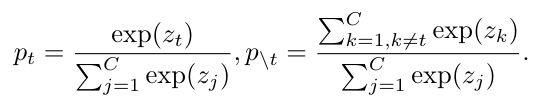 $p_t = \frac{\exp(z_t)}{\sum_{j=1}^{C} \exp(z_j)}, p_{\backslash t} = \frac{\sum_{k=1, k \neq t}^{C} \exp(z_k)}{\sum_{j=1}^{C} \exp(z_j)}.$